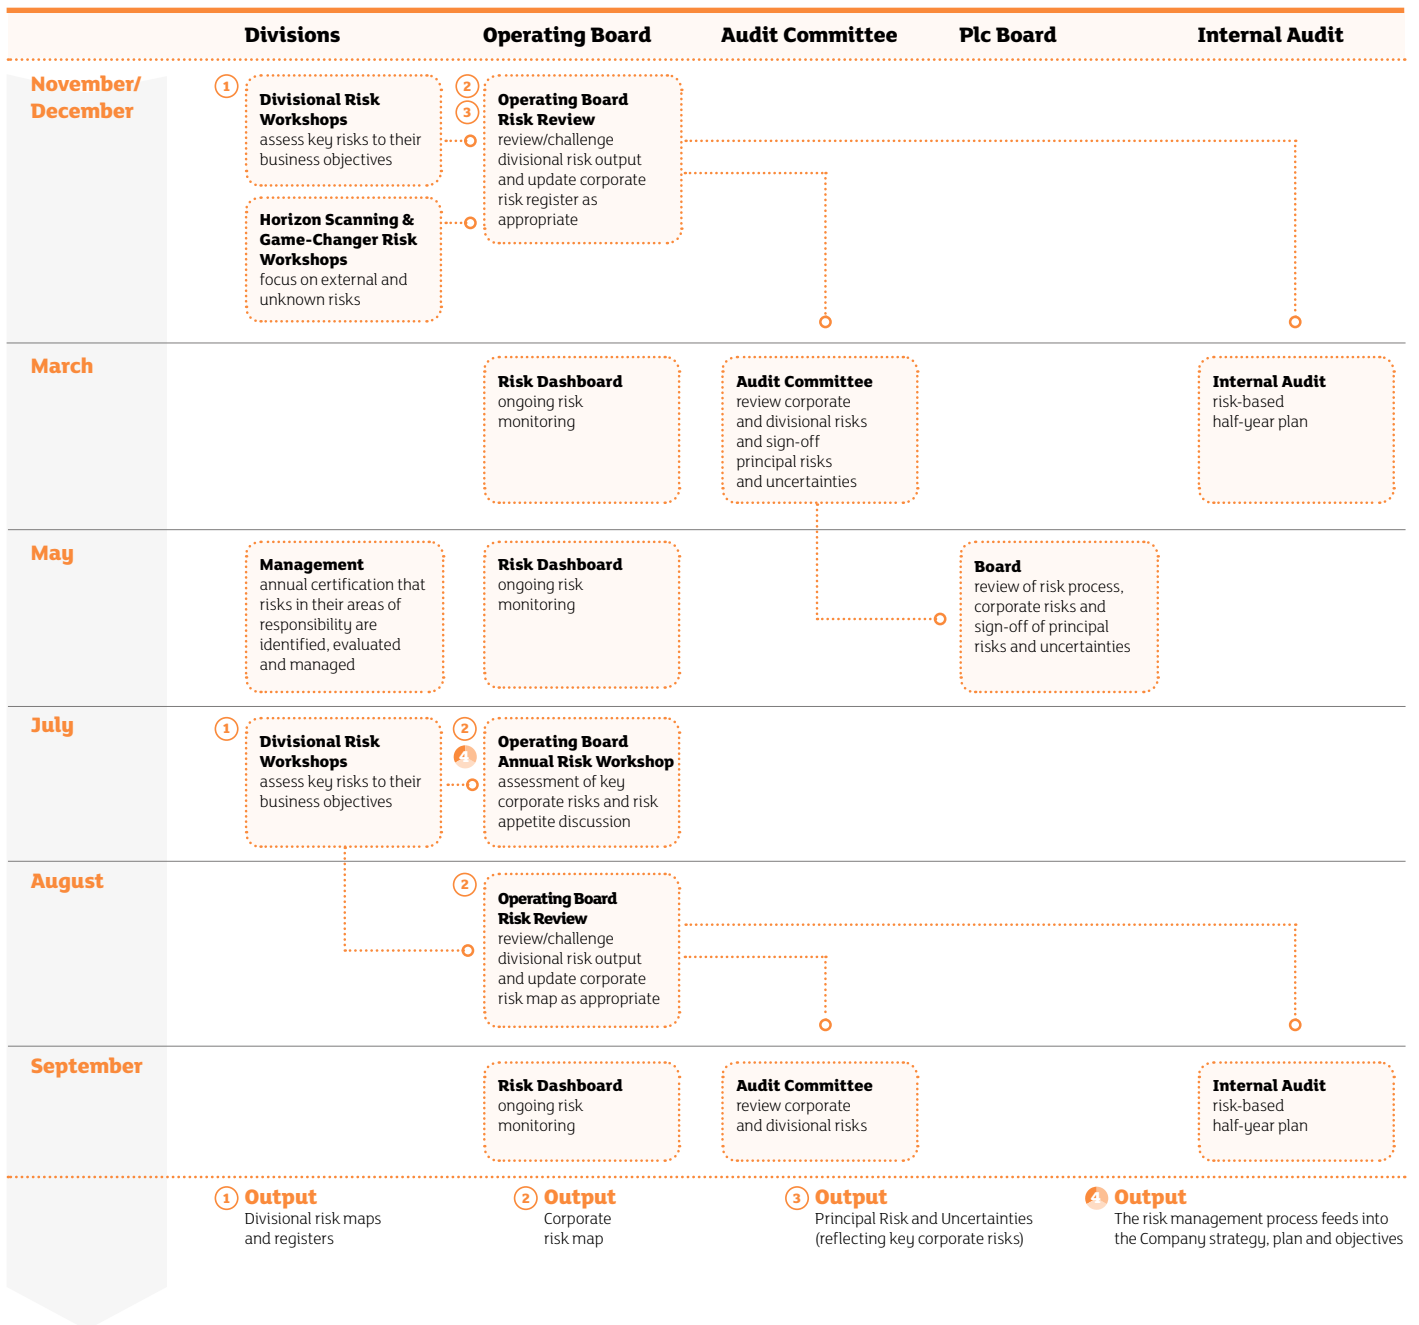 Divisions
Operating Board
Audit Committee
Plc Board
Internal Audit
November/
December
1
Divisional Risk
Workshops
assess key risks to their
business objectives
Horizon Scanning &
Game-Changer Risk
Workshops
focus on external and
unknown risks
2
3
Operating Board
Risk Review
review/challenge
divisional risk output
and update corporate
risk register as
appropriate
March
Risk Dashboard
ongoing risk
monitoring
Audit Committee
review corporate
and divisional risks
and sign-off
principal risks
and uncertainties
Internal Audit
risk-based
half-year plan
May
Management
annual certification that
risks in their areas of
responsibility are
identified, evaluated
and managed
Risk Dashboard
ongoing risk
monitoring
Board
review of risk process,
corporate risks and
sign-off of principal
risks and uncertainties
July
1
Divisional Risk
Workshops
assess key risks to their
business objectives
2
4
Operating Board
Annual Risk Workshop
assessment of key
corporate risks and risk
appetite discussion
August
2
Operating Board
Risk Review
review/challenge
divisional risk output
and update corporate
risk map as appropriate
September
Risk Dashboard
ongoing risk
monitoring
Audit Committee
review corporate
and divisional risks
Internal Audit
risk-based
half-year plan
1 Output
Divisional risk maps
and registers
2 Output
Corporate
risk map
3 Output
Principal Risk and Uncertainties
(reflecting key corporate risks)
4 Output
The risk management process feeds into
the Company strategy, plan and objectives